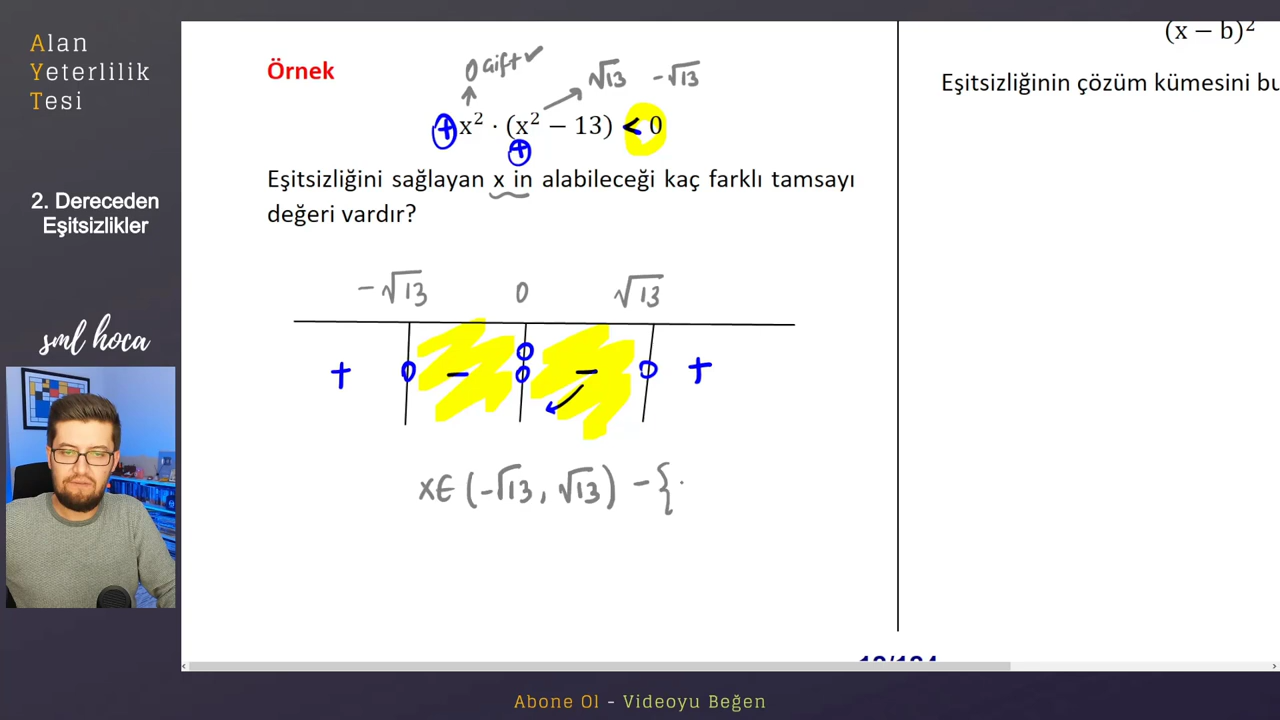 Alan
Yeterlilik
Tesi
2. Dereceden
Eşitsizlikler
sml hoca
Örnek
0 çift ✓
√13 -√13
+x² · (x² − 13) < 0
+
Eşitsizliğini sağlayan x in alabileceği kaç farklı tamsayı
değeri vardır?
-√13 0 √13
+ 0 - 0 0 - 0 +
x∈(-√13, √13) - {
(x − b)²
Eşitsizliğinin çözüm kümesini bu
Abone Ol - Videoyu Beğen